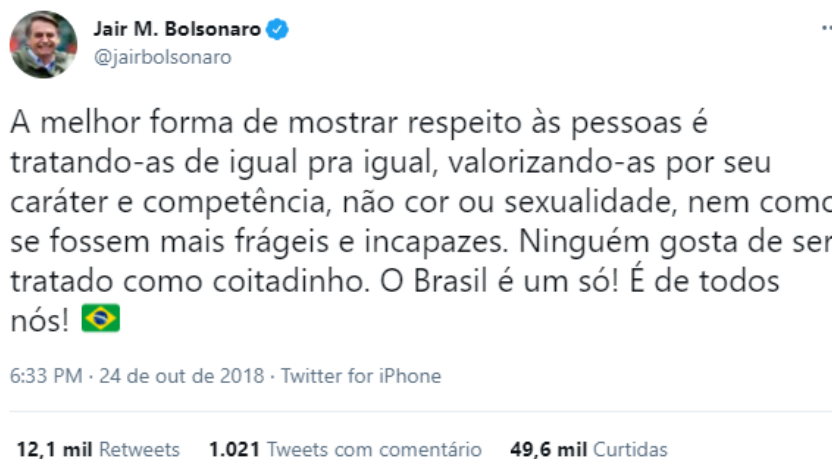 Jair M. Bolsonaro
@jairbolsonaro
A melhor forma de mostrar respeito às pessoas é
tratando-as de igual pra igual, valorizando-as por seu
caráter e competência, não cor ou sexualidade, nem como
se fossem mais frágeis e incapazes. Ninguém gosta de ser
tratado como coitadinho. O Brasil é um só! É de todos
nós! 🇧🇷
6:33 PM · 24 de out de 2018 · Twitter for iPhone
12,1 mil Retweets 1.021 Tweets com comentário 49,6 mil Curtidas